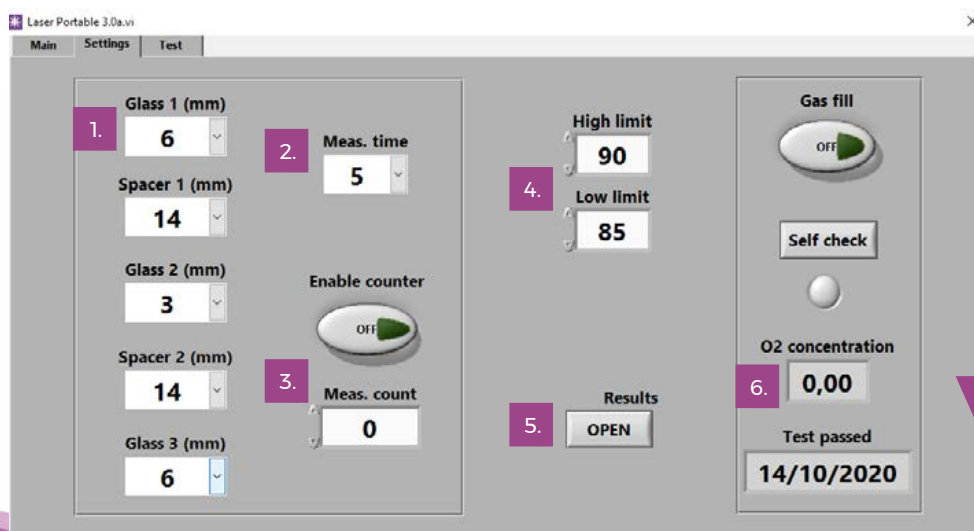 Laser Portable 3.0a.vi
Main Settings Test
1.
Glass 1 (mm)
6
Spacer 1 (mm)
14
Glass 2 (mm)
3
Spacer 2 (mm)
14
Glass 3 (mm)
6
2.
Meas. time
5
Enable counter
OFF
3.
Meas. count
0
4.
High limit
90
Low limit
85
5.
Results
OPEN
Gas fill
OFF
Self check
6.
O2 concentration
0,00
Test passed
14/10/2020